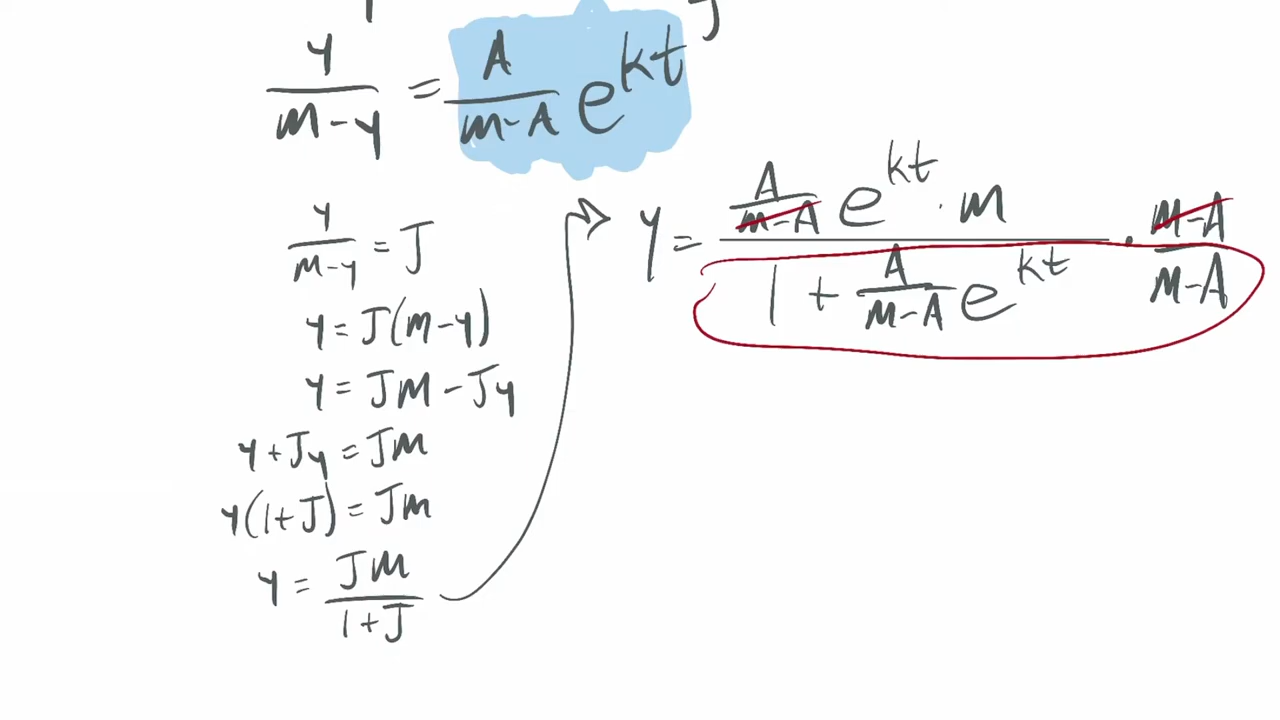 y/(M-y) = A/(M-A) e^{kt}
y/(M-y) = J
y = J(M-y)
y = JM - Jy
y + Jy = JM
y(1+J) = JM
y = JM/(1+J)
y = (A/(M-A) e^{kt} · M)/(1 + A/(M-A) e^{kt}) · (M-A)/(M-A)